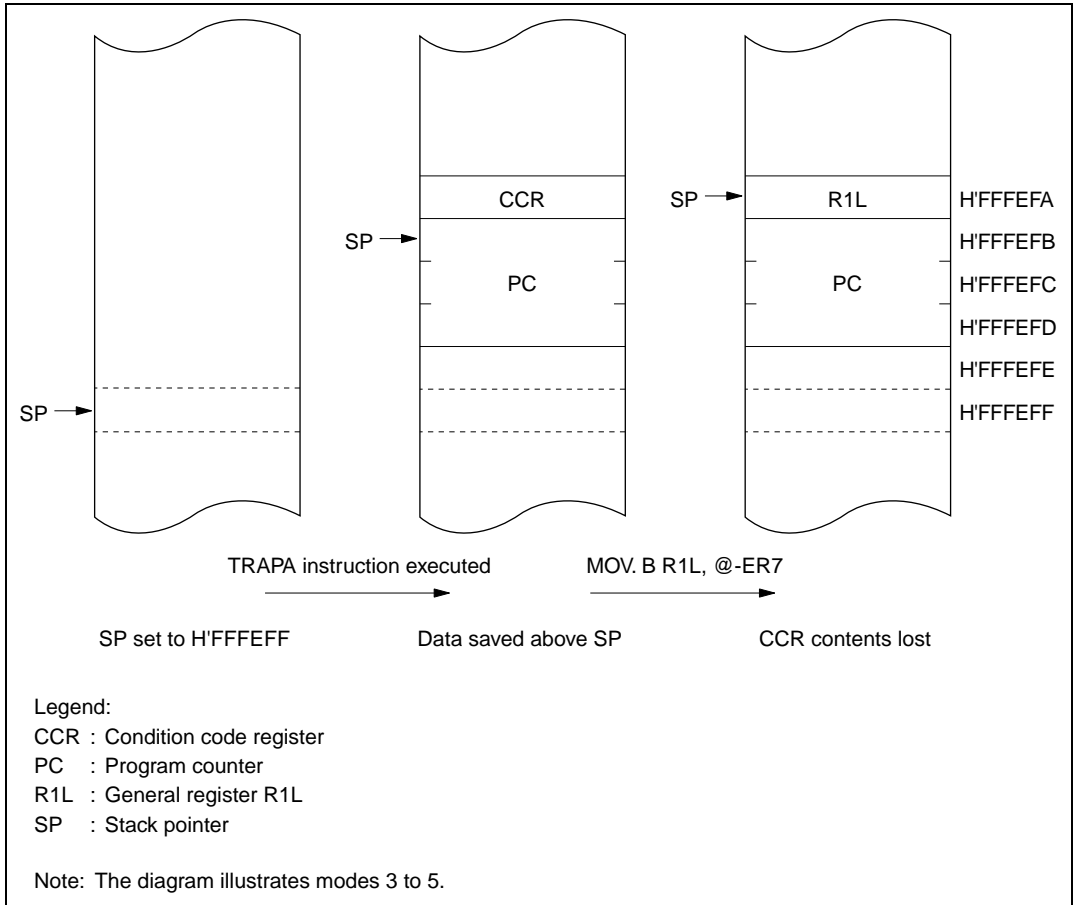 CCR
SP
R1L
H'FFFEFA
SP
H'FFFEFB
PC
PC
H'FFFEFC
H'FFFEFD
H'FFFEFE
SP
H'FFFEFF
TRAPA instruction executed
MOV. B R1L, @-ER7
SP set to H'FFFEFF
Data saved above SP
CCR contents lost
Legend:
CCR : Condition code register
PC : Program counter
R1L : General register R1L
SP : Stack pointer
Note: The diagram illustrates modes 3 to 5.